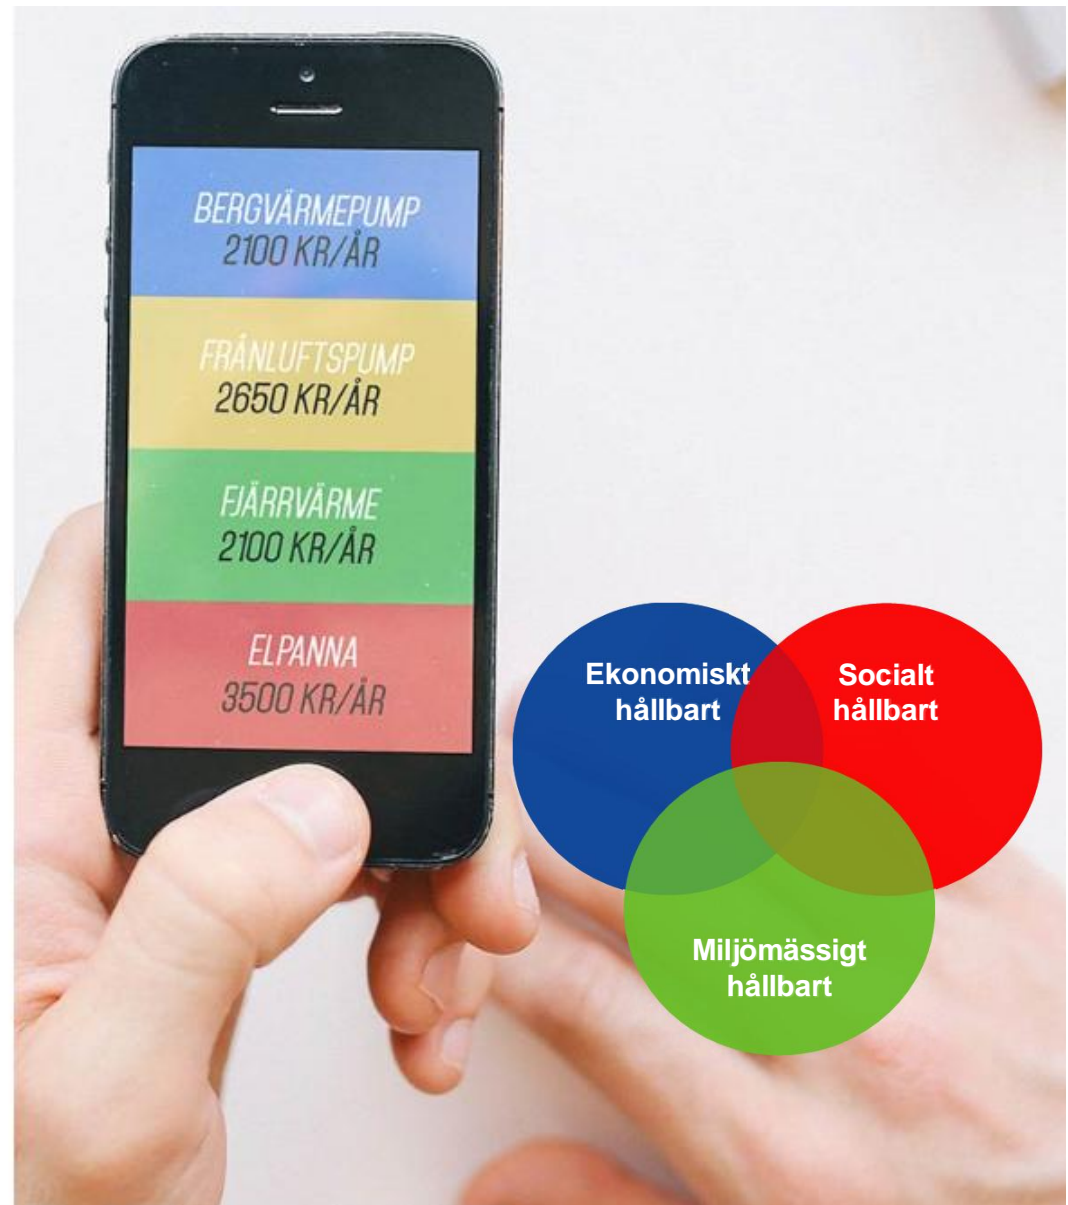 BERGVÄRMEPUMP
2100 KR/ÅR
FRÅNLUFTSPUMP
2650 KR/ÅR
FJÄRRVÄRME
2100 KR/ÅR
ELPANNA
3500 KR/ÅR
Ekonomiskt
hållbart
Socialt
hållbart
Miljömässigt
hållbart